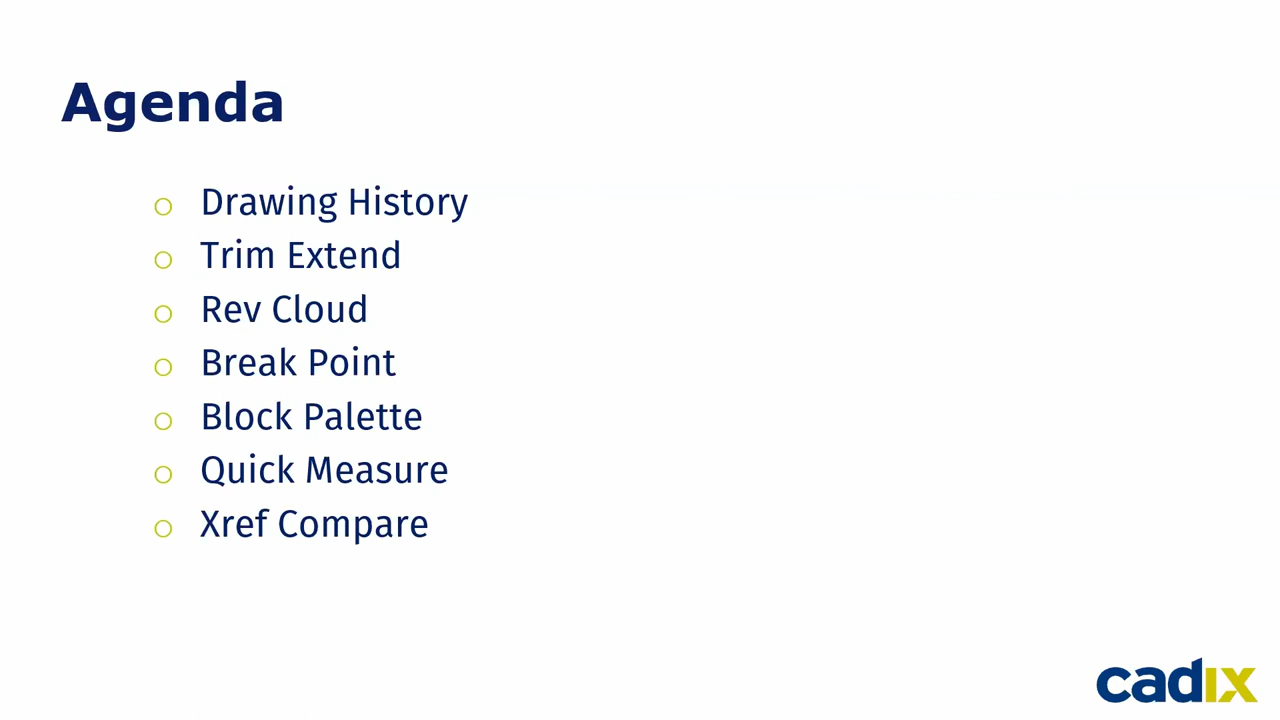 Agenda
Drawing History
Trim Extend
Rev Cloud
Break Point
Block Palette
Quick Measure
Xref Compare
cadix